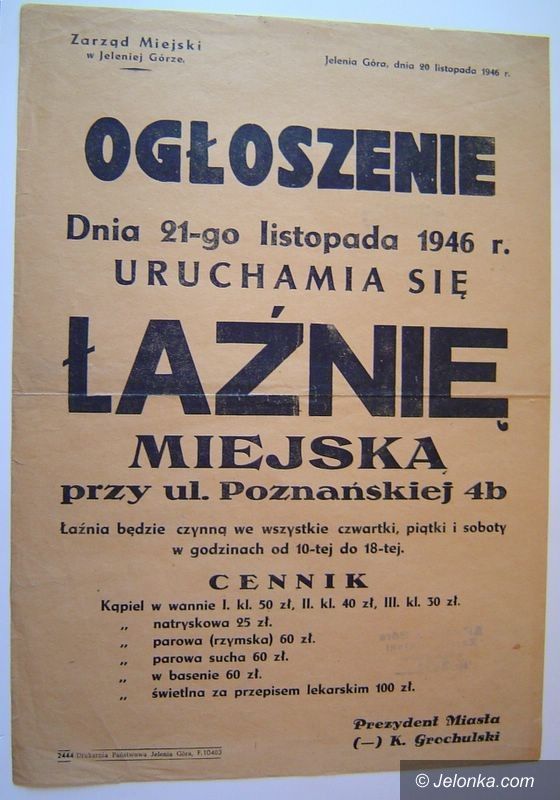 Zarząd Miejski
w Jeleniej Górze.
Jelenia Góra, dnia 20 listopada 1946 r.
OGŁOSZENIE
Dnia 21-go listopada 1946 r.
URUCHAMIA SIĘ
ŁAŹNIĘ
MIEJSKĄ
przy ul. Poznańskiej 4b
Łaźnia będzie czynną we wszystkie czwartki, piątki i soboty
w godzinach od 10-tej do 18-tej.
CENNIK
Kąpiel w wannie I. kl. 50 zł, II. kl. 40 zł, III. kl. 30 zł.
„ natryskowa 25 zł.
„ parowa (rzymska) 60 zł.
„ parowa sucha 60 zł.
„ w basenie 60 zł.
„ świetlna za przepisem lekarskim 100 zł.
Prezydent Miasta
(—) K. Grochulski
2444 Drukarnia Państwowa Jelenia Góra, F.10403
© Jelonka.com